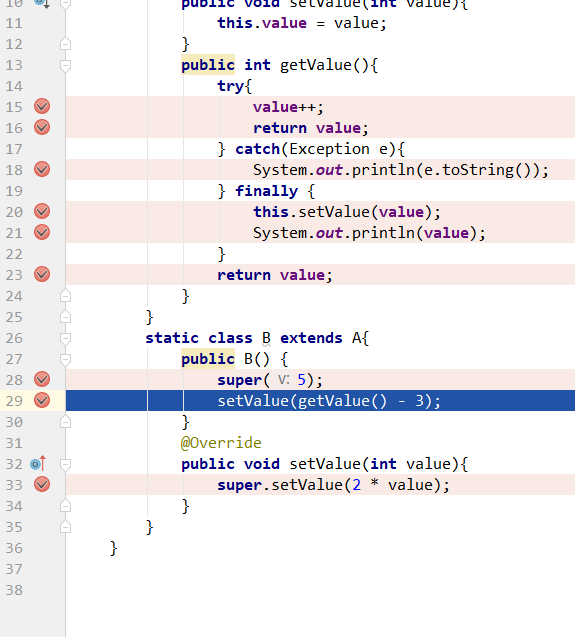 10 public void setValue(int value){
11 this.value = value;
12 }
13 public int getValue(){
14 try{
15 value++;
16 return value;
17 } catch(Exception e){
18 System.out.println(e.toString());
19 } finally {
20 this.setValue(value);
21 System.out.println(value);
22 }
23 return value;
24 }
25 }
26 static class B extends A{
27 public B() {
28 super( v: 5);
29 setValue(getValue() - 3);
30 }
31 @Override
32 public void setValue(int value){
33 super.setValue(2 * value);
34 }
35 }
36 }
37
38